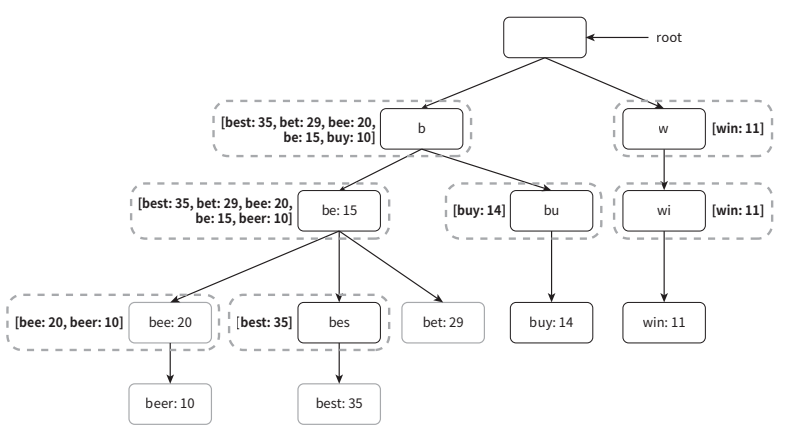 root
[best: 35, bet: 29, bee: 20,
be: 15, buy: 10]
b
w
[win: 11]
[best: 35, bet: 29, bee: 20,
be: 15, beer: 10]
be: 15
[buy: 14]
bu
wi
[win: 11]
[bee: 20, beer: 10]
bee: 20
[best: 35]
bes
bet: 29
buy: 14
win: 11
beer: 10
best: 35